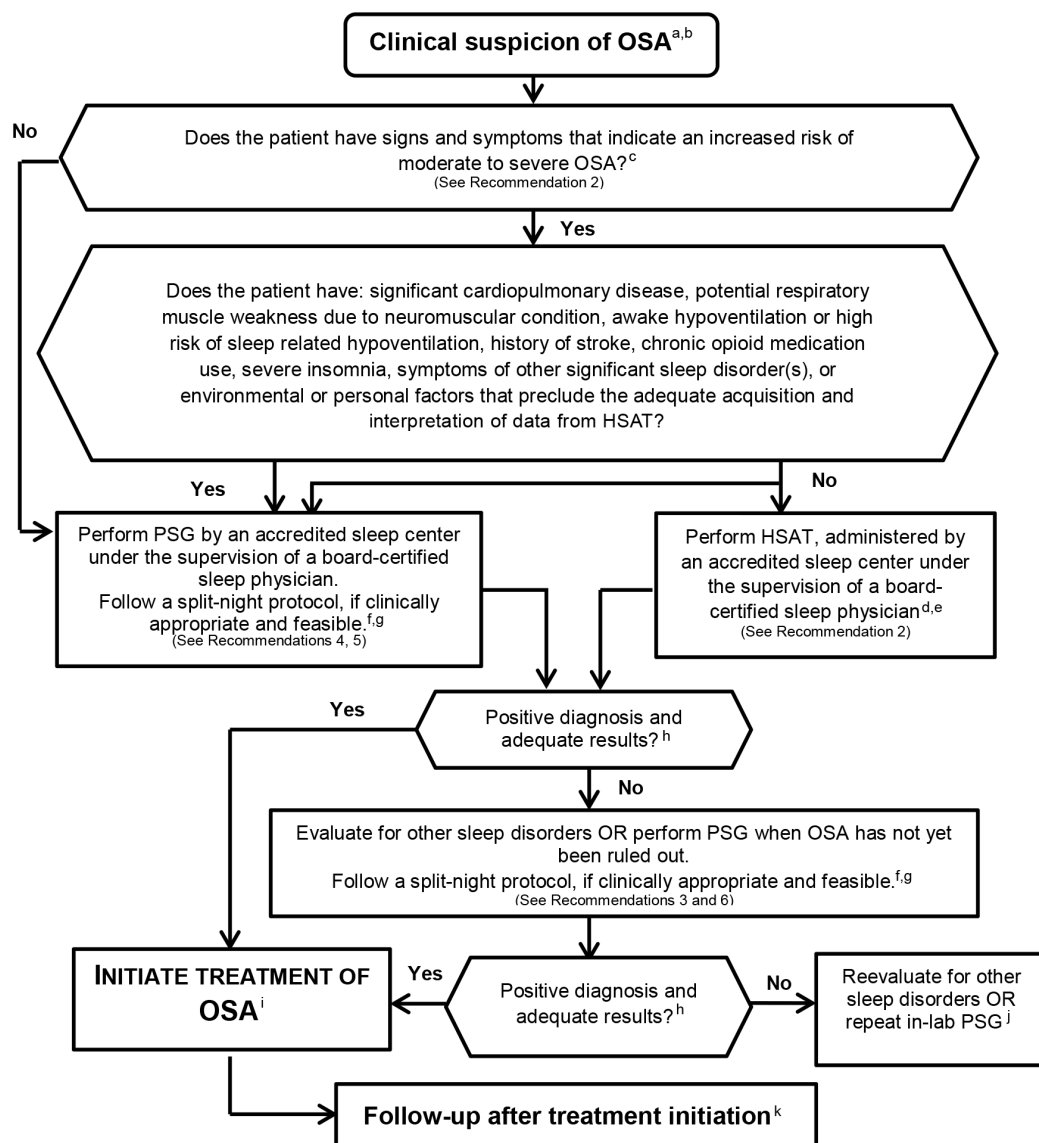 Clinical suspicion of OSAa,b
No
Does the patient have signs and symptoms that indicate an increased risk of
moderate to severe OSA?c
(See Recommendation 2)
Yes
Does the patient have: significant cardiopulmonary disease, potential respiratory
muscle weakness due to neuromuscular condition, awake hypoventilation or high
risk of sleep related hypoventilation, history of stroke, chronic opioid medication
use, severe insomnia, symptoms of other significant sleep disorder(s), or
environmental or personal factors that preclude the adequate acquisition and
interpretation of data from HSAT?
Yes
No
Perform PSG by an accredited sleep center
under the supervision of a board-certified
sleep physician.
Follow a split-night protocol, if clinically
appropriate and feasible.f,g
(See Recommendations 4, 5)
Perform HSAT, administered by
an accredited sleep center under
the supervision of a board-
certified sleep physiciand,e
(See Recommendation 2)
Yes
Positive diagnosis and
adequate results?h
No
Evaluate for other sleep disorders OR perform PSG when OSA has not yet
been ruled out.
Follow a split-night protocol, if clinically appropriate and feasible.f,g
(See Recommendations 3 and 6)
INITIATE TREATMENT OF
OSAi
Yes
Positive diagnosis and
adequate results?h
No
Reevaluate for other
sleep disorders OR
repeat in-lab PSGj
Follow-up after treatment initiationk